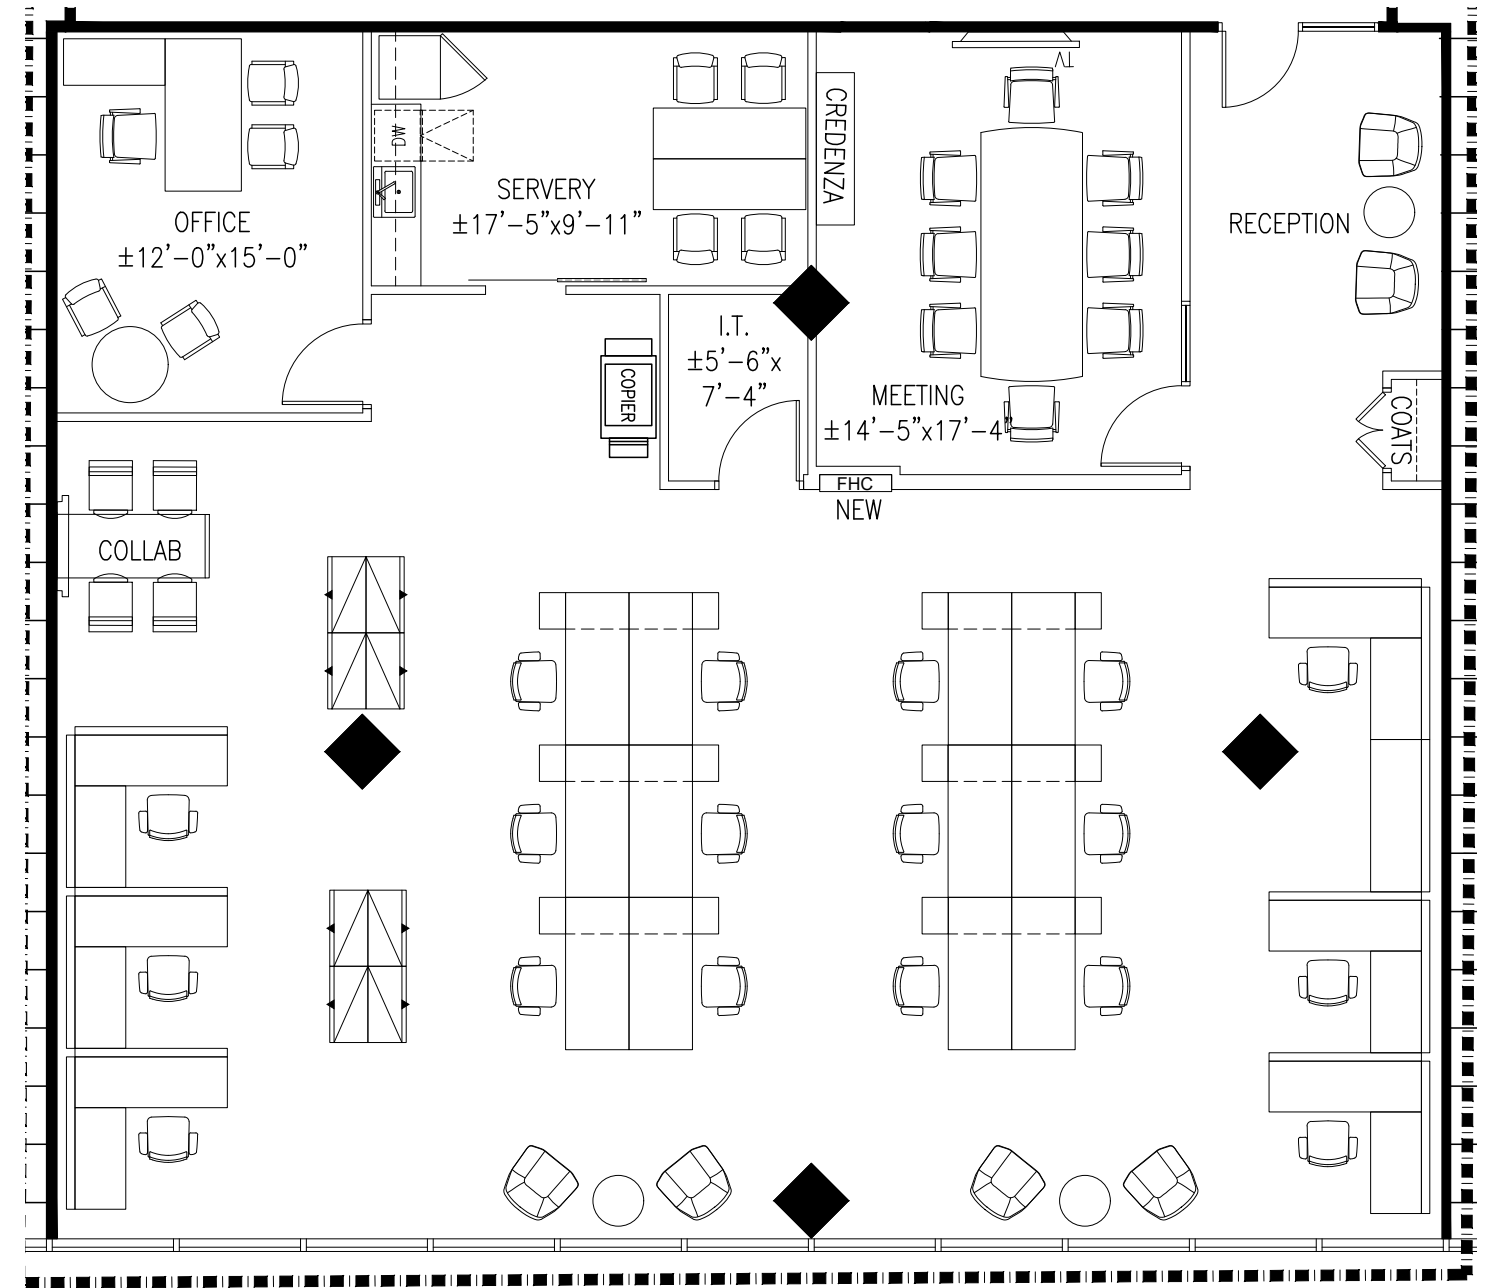 TV
CREDENZA
DW
SERVERY
±17'-5"x9'-11"
OFFICE
±12'-0"x15'-0"
RECEPTION
I.T.
±5'-6"x
7'-4"
COPIER
MEETING
±14'-5"x17'-4"
COATS
FHC
NEW
COLLAB